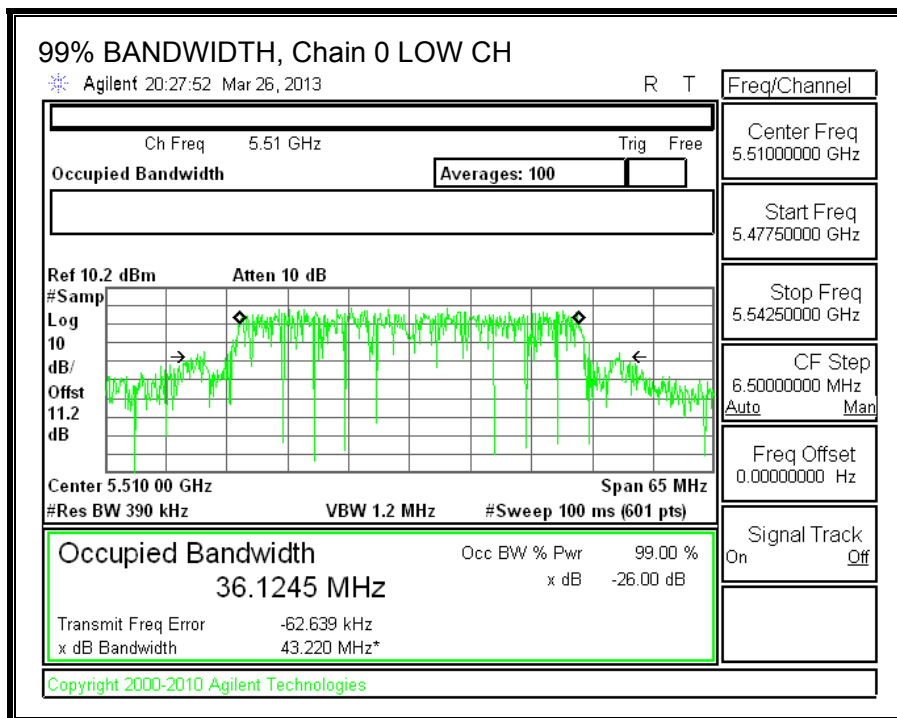 99% BANDWIDTH, Chain 0 LOW CH
Agilent 20:27:52 Mar 26, 2013 R T
Freq/Channel
Ch Freq 5.51 GHz Trig Free
Occupied Bandwidth Averages: 100
Center Freq
5.51000000 GHz
Start Freq
5.47750000 GHz
Stop Freq
5.54250000 GHz
CF Step
6.50000000 MHz
Auto Man
Freq Offset
0.00000000 Hz
Signal Track
On Off
Ref 10.2 dBm Atten 10 dB
#Samp
Log
10
dB/
Offst
11.2
dB
Center 5.510 00 GHz Span 65 MHz
#Res BW 390 kHz VBW 1.2 MHz #Sweep 100 ms (601 pts)
Occupied Bandwidth Occ BW % Pwr 99.00 %
36.1245 MHz x dB -26.00 dB
Transmit Freq Error -62.639 kHz
x dB Bandwidth 43.220 MHz*
Copyright 2000-2010 Agilent Technologies